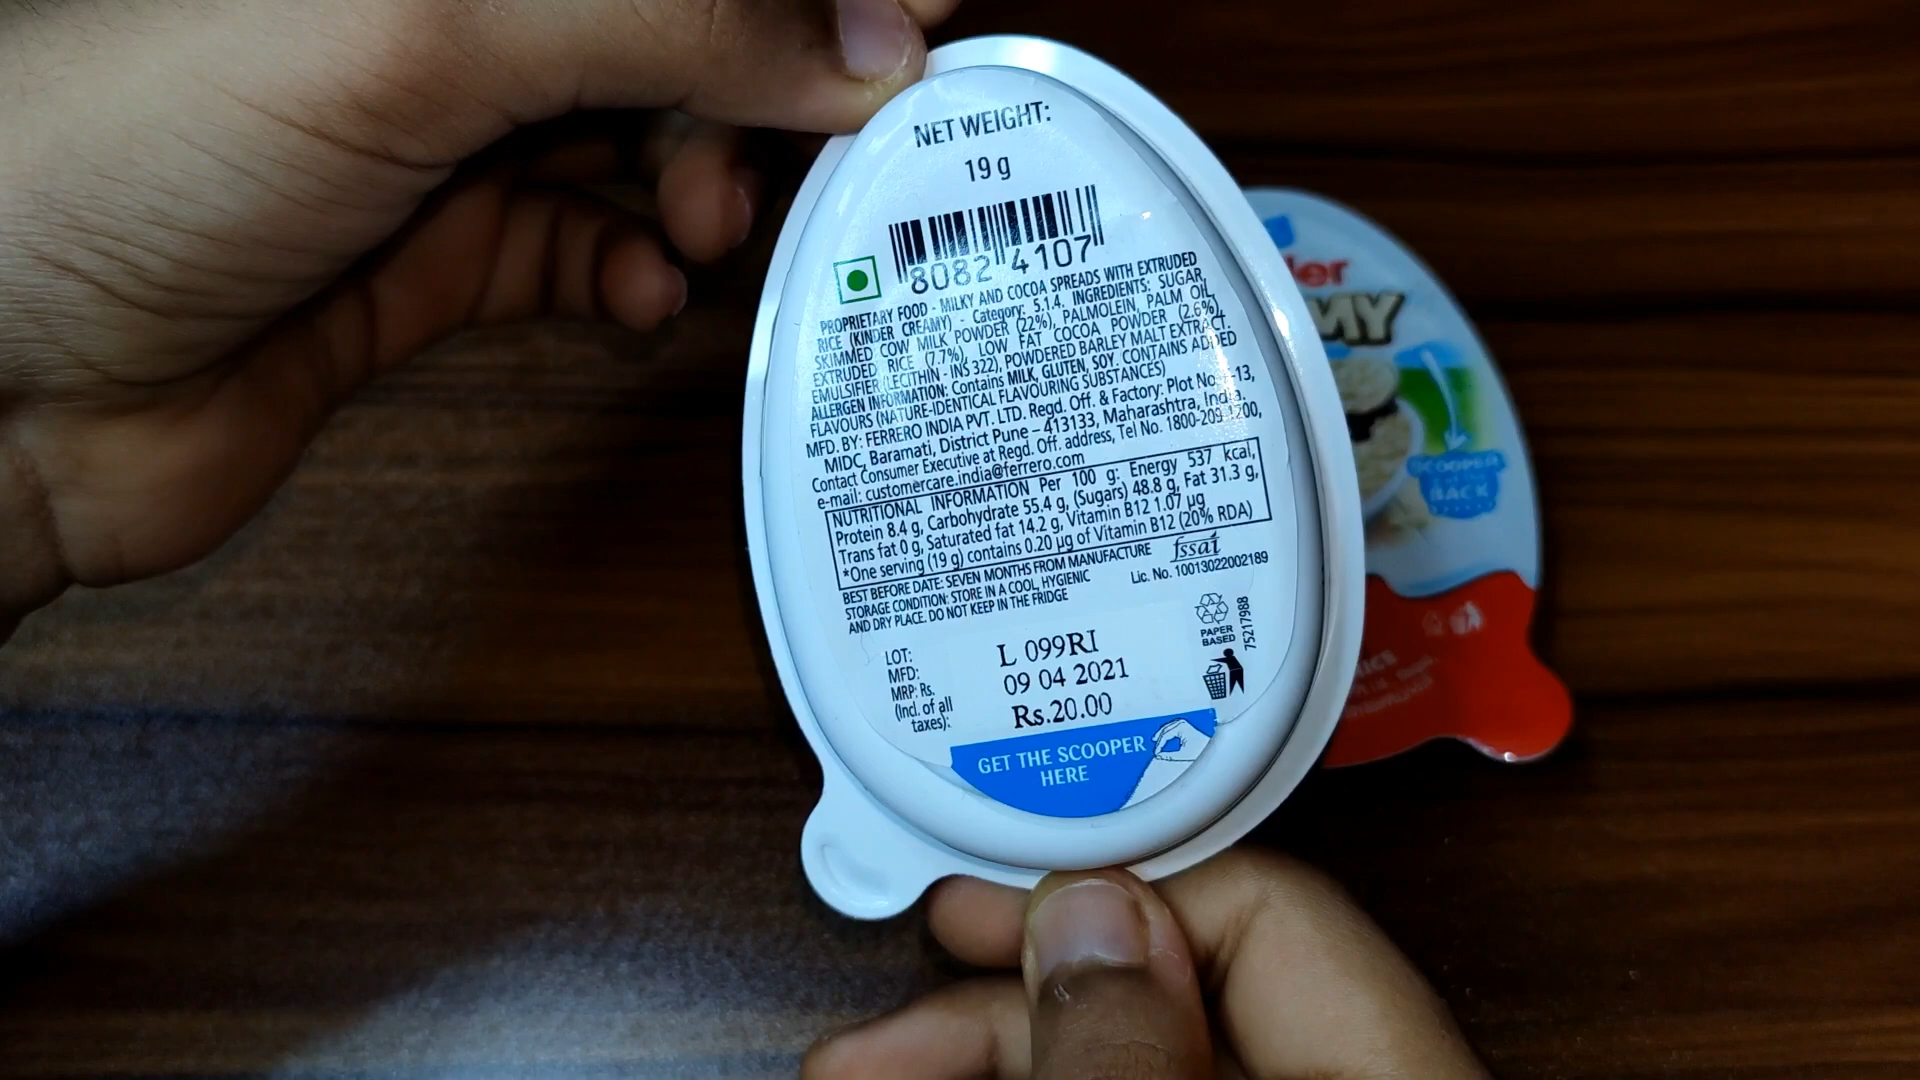 NET WEIGHT:
19 g
8082 4107
PROPRIETARY FOOD - MILKY AND COCOA SPREADS WITH EXTRUDED
RICE (KINDER CREAMY) - Category: 5.1.4. INGREDIENTS: SUGAR,
SKIMMED COW MILK POWDER (22%), PALMOLEIN, PALM OIL,
EXTRUDED RICE (7.7%), LOW FAT COCOA POWDER (2.6%),
EMULSIFIER (LECITHIN - INS 322), POWDERED BARLEY MALT EXTRACT.
ALLERGEN INFORMATION: Contains MILK, GLUTEN, SOY. CONTAINS ADDED
FLAVOURS (NATURE-IDENTICAL FLAVOURING SUBSTANCES)
MFD. BY: FERRERO INDIA PVT. LTD. Regd. Off. & Factory: Plot No.
MIDC, Baramati, District Pune – 413133, Maharashtra, India.
Contact Consumer Executive at Regd. Off. address, Tel No. 1800-209-1200,
e-mail: customercare.india@ferrero.com
NUTRITIONAL INFORMATION Per 100 g: Energy 537 kcal,
Protein 8.4 g, Carbohydrate 55.4 g, (Sugars) 48.8 g, Fat 31.3 g,
Trans fat 0 g, Saturated fat 14.2 g, Vitamin B12 1.07 µg
*One serving (19 g) contains 0.20 µg of Vitamin B12 (20% RDA)
BEST BEFORE DATE: SEVEN MONTHS FROM MANUFACTURE
STORAGE CONDITION: STORE IN A COOL, HYGIENIC
AND DRY PLACE. DO NOT KEEP IN THE FRIDGE
fssai
Lic. No. 10013022002189
PAPER
BASED
75217988
LOT: L 099RI
MFD: 09 04 2021
MRP: Rs. Rs.20.00
(Incl. of all
taxes):
GET THE SCOOPER
HERE
der
MY
SCOOPER
BACK
RICE